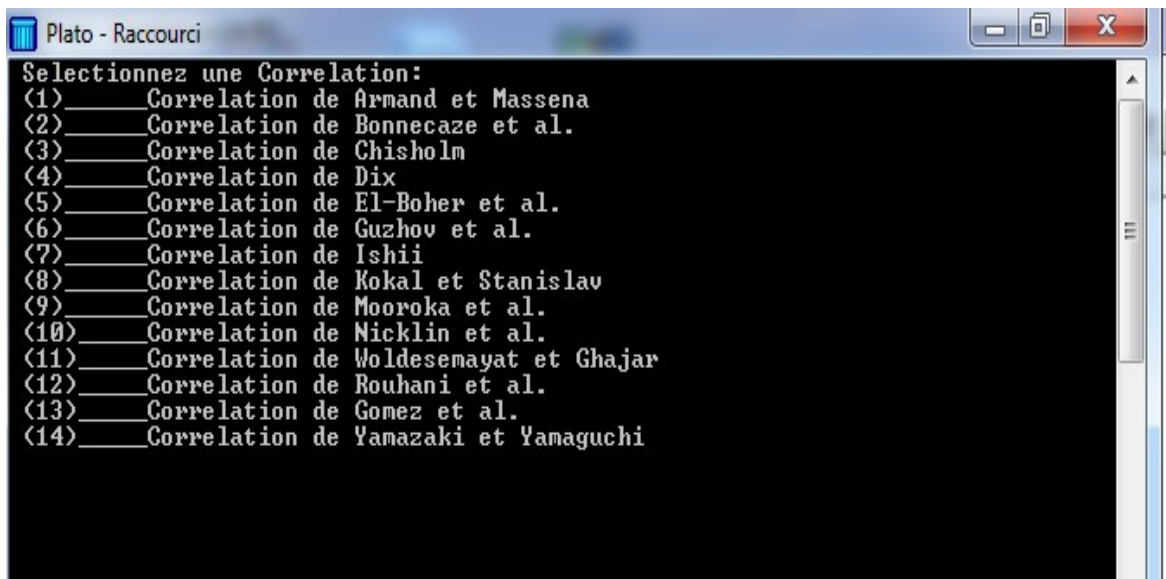 Plato - Raccourci
Selectionnez une Correlation:
(1)______Correlation de Armand et Massena
(2)______Correlation de Bonnecaze et al.
(3)______Correlation de Chisholm
(4)______Correlation de Dix
(5)______Correlation de El-Boher et al.
(6)______Correlation de Guzhov et al.
(7)______Correlation de Ishii
(8)______Correlation de Kokal et Stanislav
(9)______Correlation de Mooroka et al.
(10)_____Correlation de Nicklin et al.
(11)_____Correlation de Woldesemayat et Ghajar
(12)_____Correlation de Rouhani et al.
(13)_____Correlation de Gomez et al.
(14)_____Correlation de Yamazaki et Yamaguchi